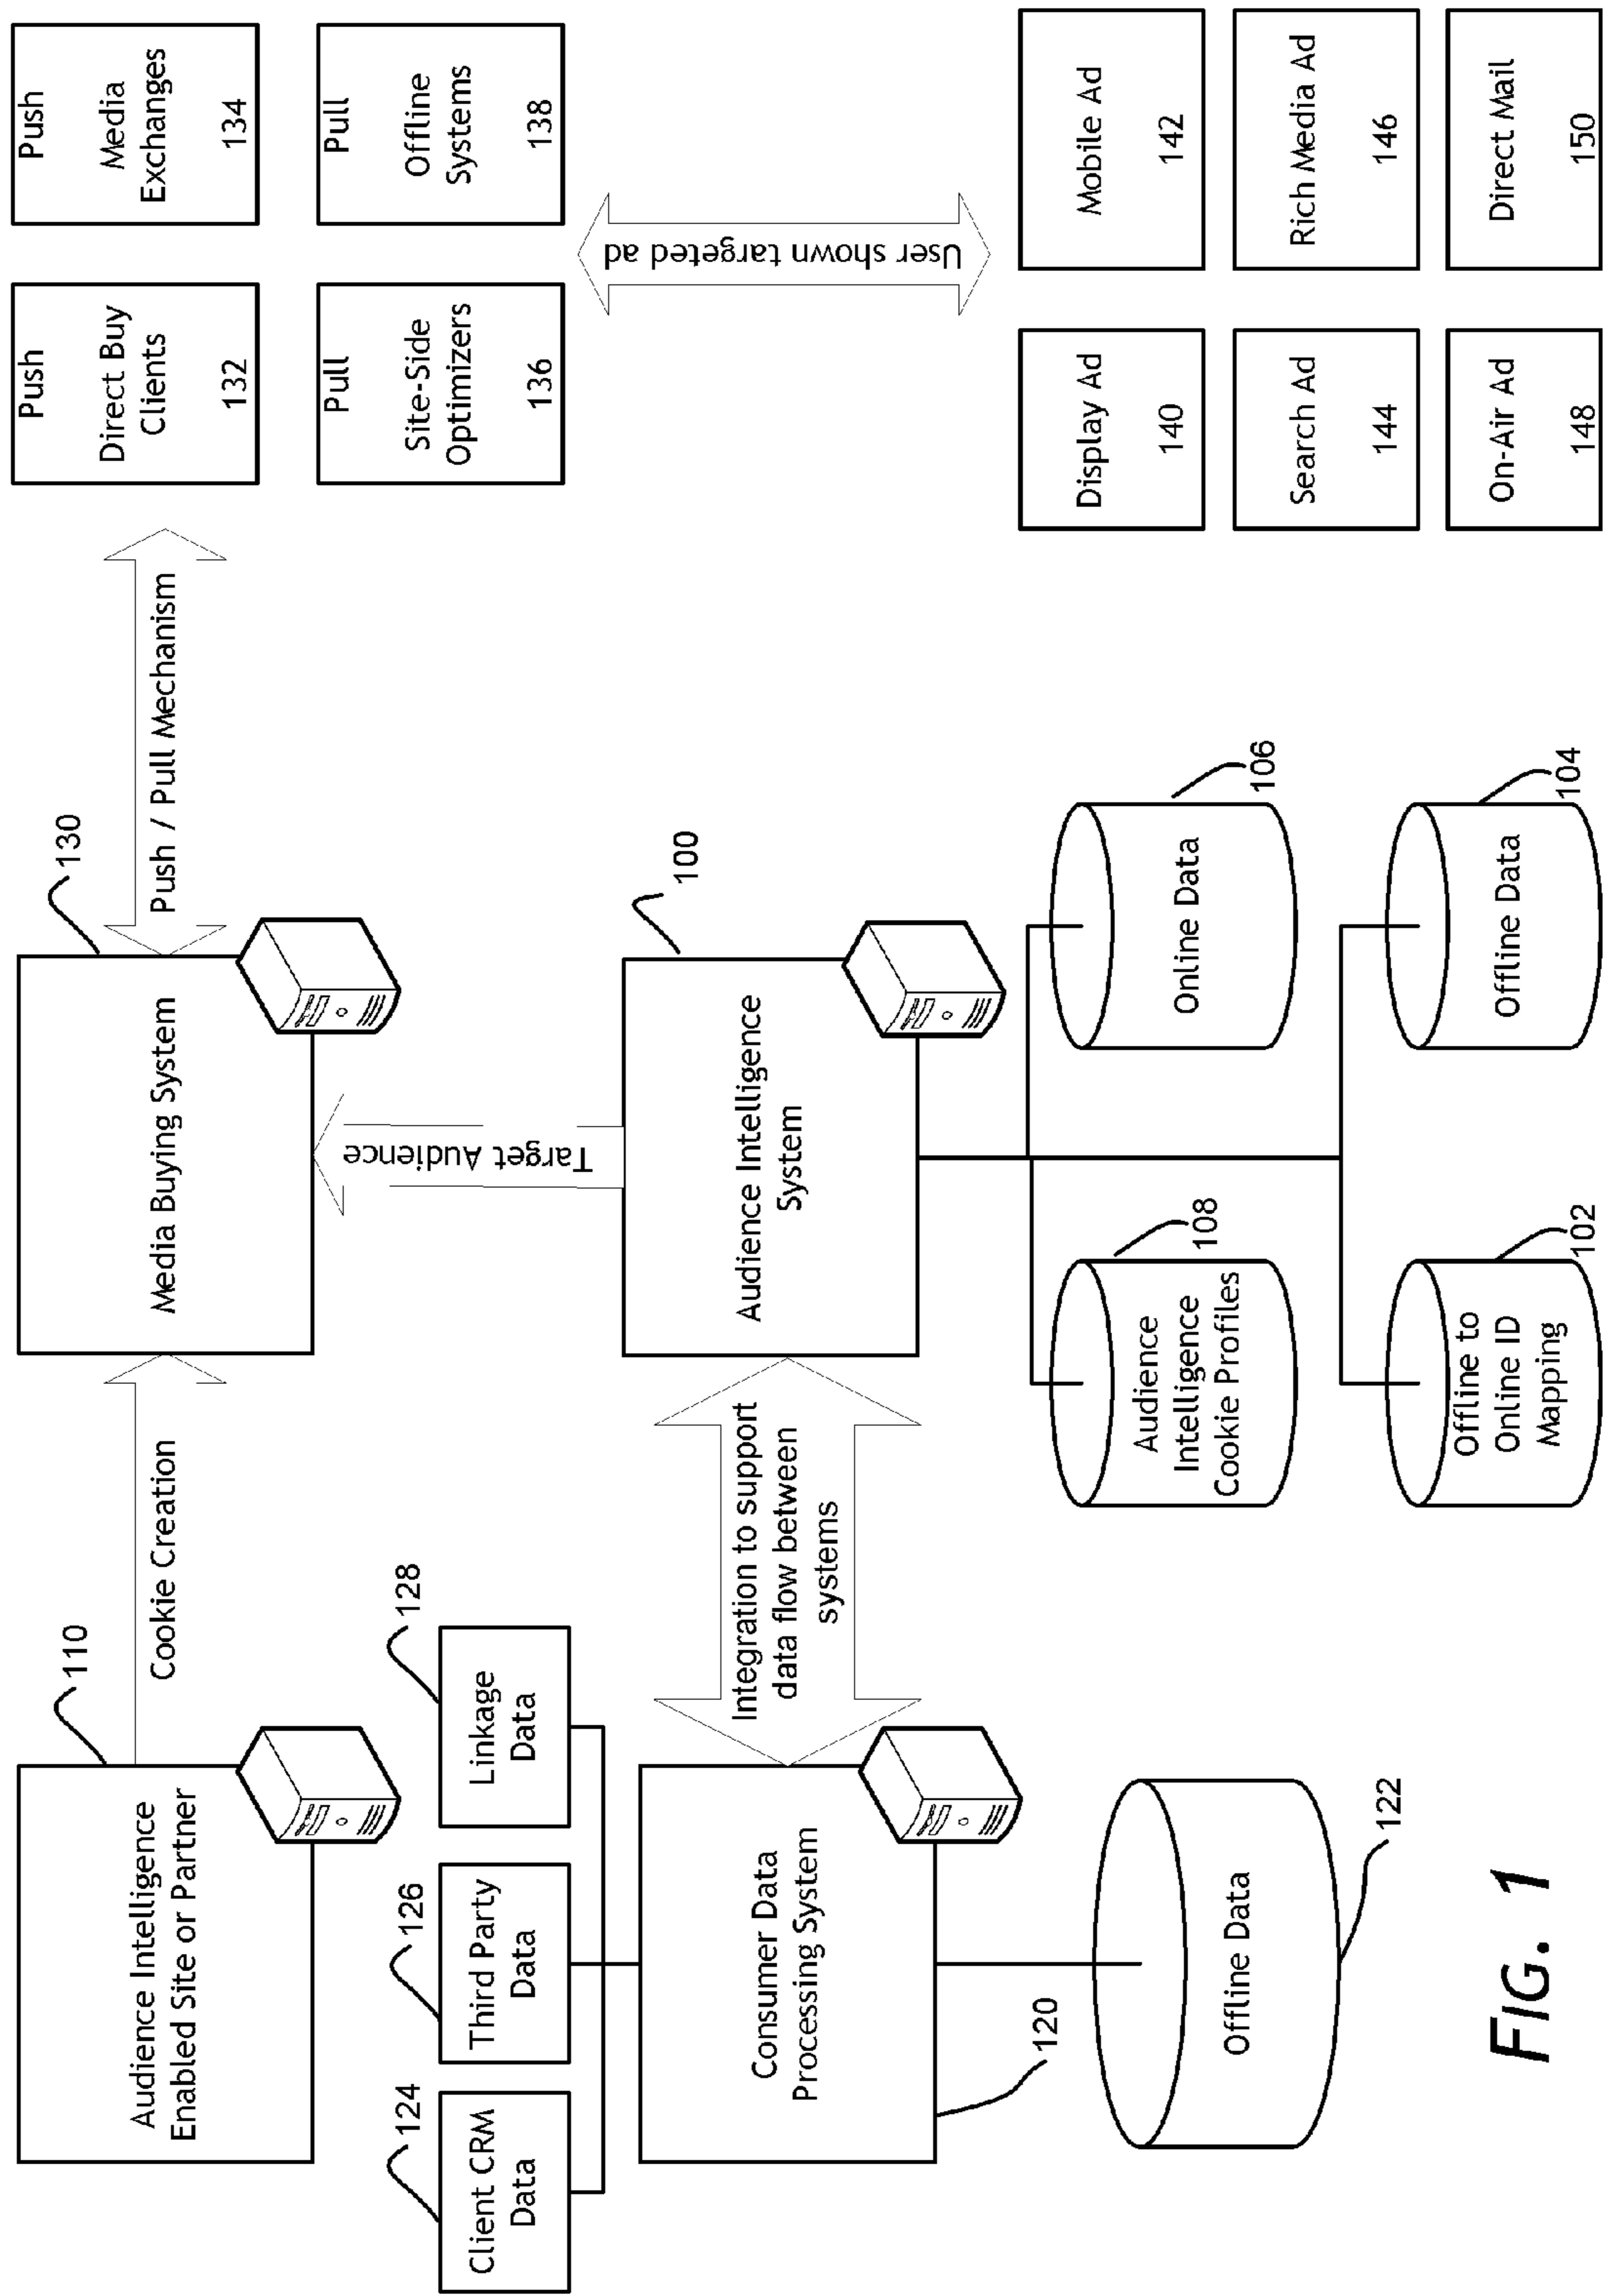 Audience Intelligence
Enabled Site or Partner
110
Cookie Creation
Media Buying System
130
Push / Pull Mechanism
Push
Direct Buy
Clients
132
Push
Media
Exchanges
134
Pull
Site-Side
Optimizers
136
Pull
Offline
Systems
138
Client CRM
Data
124
Third Party
Data
126
Linkage
Data
128
Target Audience
User shown targeted ad
Consumer Data
Processing System
120
Integration to support
data flow between
systems
Audience Intelligence
System
100
Offline Data
122
Audience
Intelligence
Cookie Profiles
108
Online Data
106
Offline to
Online ID
Mapping
102
Offline Data
104
Display Ad
140
Mobile Ad
142
Search Ad
144
Rich Media Ad
146
On-Air Ad
148
Direct Mail
150
FIG. 1